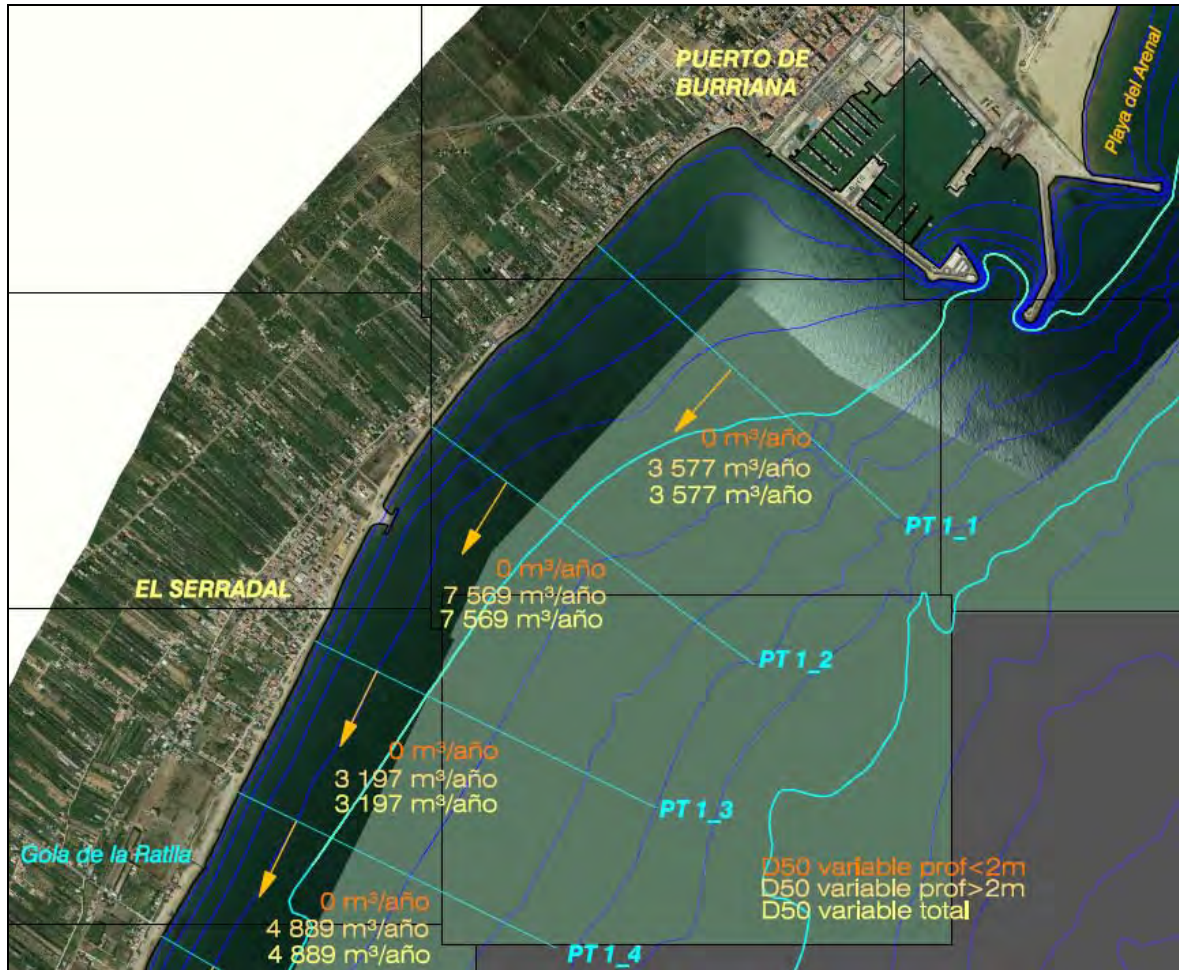 PUERTO DE
BURRIANA
Playa del Arenal
0 m³/año
3 577 m³/año
3 577 m³/año
PT 1_1
0 m³/año
7 569 m³/año
7 569 m³/año
EL SERRADAL
PT 1_2
0 m³/año
3 197 m³/año
3 197 m³/año
PT 1_3
Gola de la Ratlla
D50 variable prof<2m
D50 variable prof>2m
D50 variable total
0 m³/año
4 889 m³/año
4 889 m³/año
PT 1_4